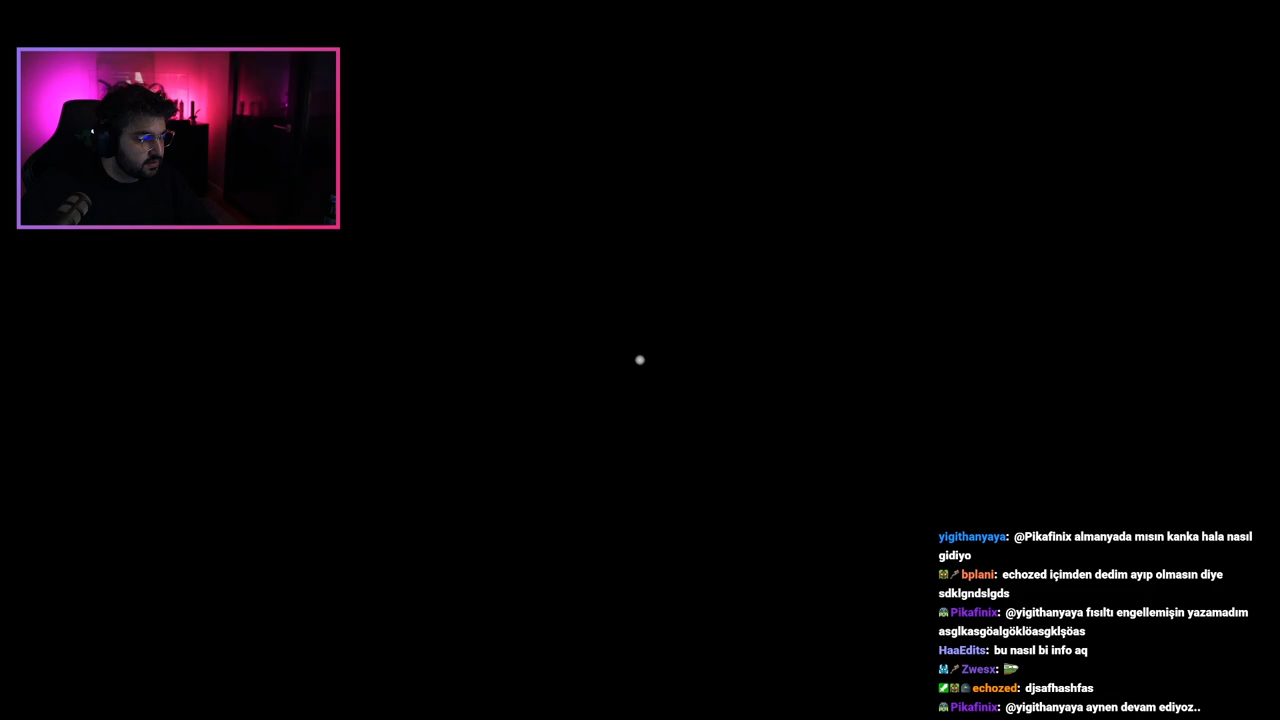 yigithanyaya: @Pikafinix almanyada mısın kanka hala nasıl
gidiyo
bplani: echozed içimden dedim ayıp olmasın diye
sdklgndslgds
Pikafinix: @yigithanyaya fısıltı engellemişin yazamadım
asglkasgöalgöklöasgklşöas
HaaEdits: bu nasıl bi info aq
Zwesx:
echozed: djsafhashfas
Pikafinix: @yigithanyaya aynen devam ediyoz..